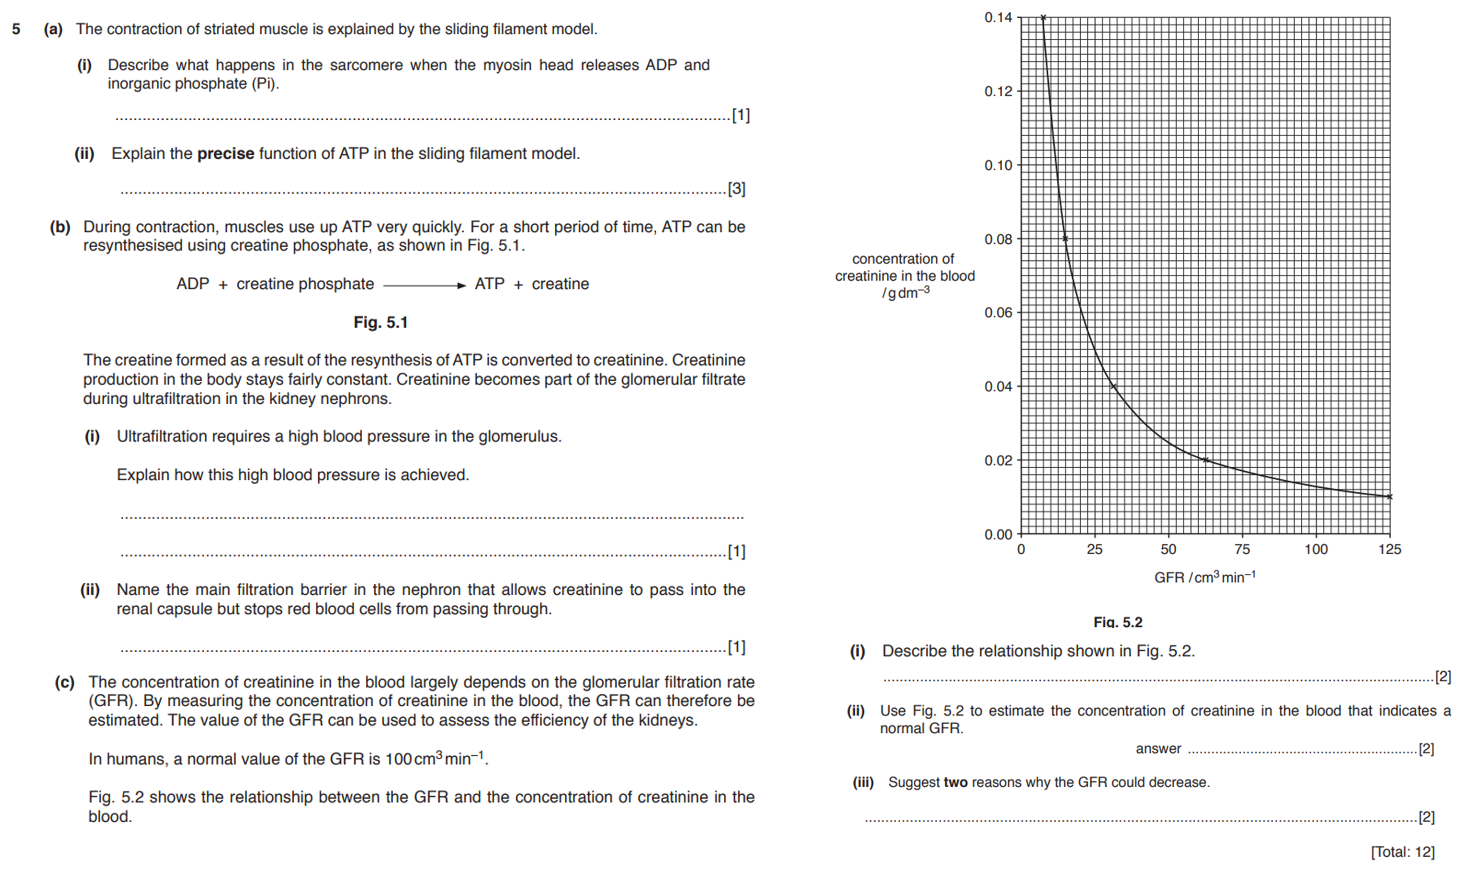 5 (a) The contraction of striated muscle is explained by the sliding filament model.
(i) Describe what happens in the sarcomere when the myosin head releases ADP and
inorganic phosphate (Pi).
[1]
(ii) Explain the precise function of ATP in the sliding filament model.
[3]
(b) During contraction, muscles use up ATP very quickly. For a short period of time, ATP can be
resynthesised using creatine phosphate, as shown in Fig. 5.1.
ADP + creatine phosphate → ATP + creatine
Fig. 5.1
The creatine formed as a result of the resynthesis of ATP is converted to creatinine. Creatinine
production in the body stays fairly constant. Creatinine becomes part of the glomerular filtrate
during ultrafiltration in the kidney nephrons.
(i) Ultrafiltration requires a high blood pressure in the glomerulus.
Explain how this high blood pressure is achieved.
[1]
(ii) Name the main filtration barrier in the nephron that allows creatinine to pass into the
renal capsule but stops red blood cells from passing through.
[1]
(c) The concentration of creatinine in the blood largely depends on the glomerular filtration rate
(GFR). By measuring the concentration of creatinine in the blood, the GFR can therefore be
estimated. The value of the GFR can be used to assess the efficiency of the kidneys.
In humans, a normal value of the GFR is 100 cm³ min⁻¹.
Fig. 5.2 shows the relationship between the GFR and the concentration of creatinine in the
blood.
0.14
0.12
0.10
0.08
concentration of
creatinine in the blood
/ g dm⁻³
0.06
0.04
0.02
0.00
0 25 50 75 100 125
GFR / cm³ min⁻¹
Fig. 5.2
(i) Describe the relationship shown in Fig. 5.2.
[2]
(ii) Use Fig. 5.2 to estimate the concentration of creatinine in the blood that indicates a
normal GFR.
answer [2]
(iii) Suggest two reasons why the GFR could decrease.
[2]
[Total: 12]